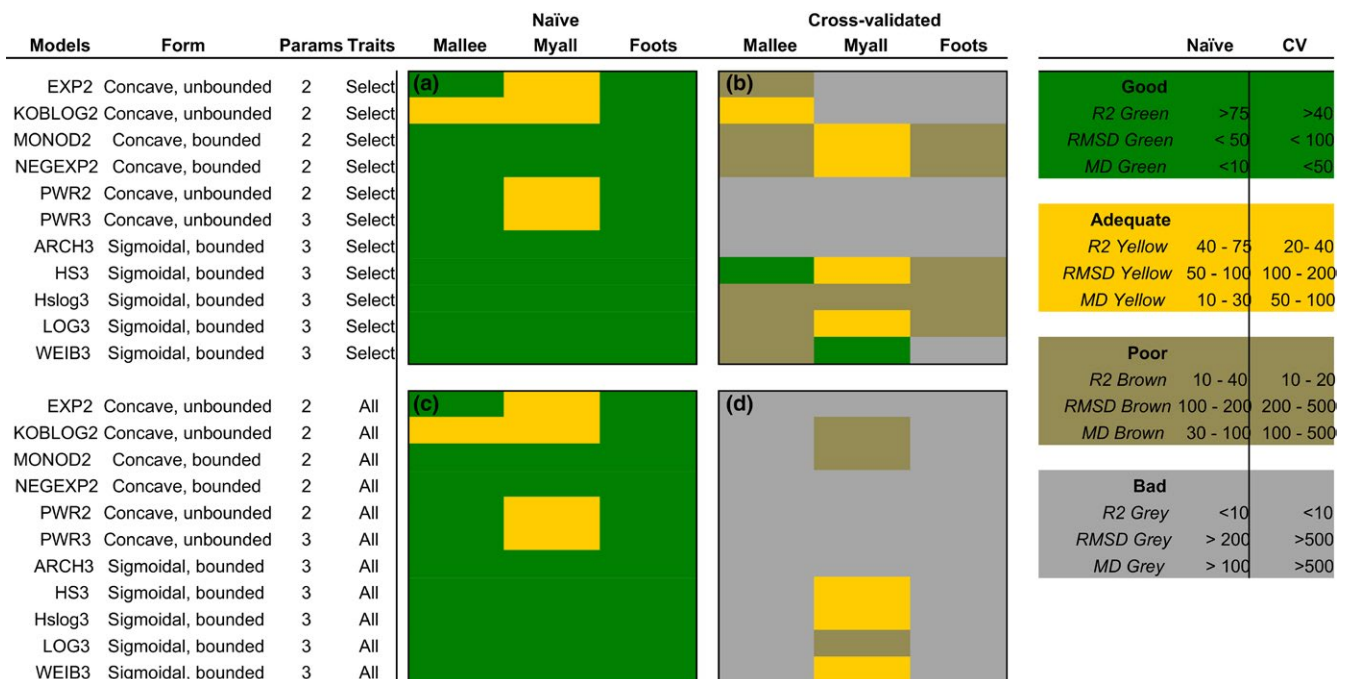 Naïve Cross-validated
Models Form Params Traits Mallee Myall Foots Mallee Myall Foots Naïve CV
EXP2 Concave, unbounded 2 Select (a) (b) Good
KOBLOG2 Concave, unbounded 2 Select R2 Green >75 >40
MONOD2 Concave, bounded 2 Select RMSD Green < 50 < 100
NEGEXP2 Concave, bounded 2 Select MD Green <10 <50
PWR2 Concave, unbounded 2 Select
PWR3 Concave, unbounded 3 Select Adequate
ARCH3 Sigmoidal, bounded 3 Select R2 Yellow 40 - 75 20- 40
HS3 Sigmoidal, bounded 3 Select RMSD Yellow 50 - 100 100 - 200
Hslog3 Sigmoidal, bounded 3 Select MD Yellow 10 - 30 50 - 100
LOG3 Sigmoidal, bounded 3 Select
WEIB3 Sigmoidal, bounded 3 Select Poor
R2 Brown 10 - 40 10 - 20
EXP2 Concave, unbounded 2 All (c) (d) RMSD Brown 100 - 200 200 - 500
KOBLOG2 Concave, unbounded 2 All MD Brown 30 - 100 100 - 500
MONOD2 Concave, bounded 2 All
NEGEXP2 Concave, bounded 2 All Bad
PWR2 Concave, unbounded 2 All R2 Grey <10 <10
PWR3 Concave, unbounded 3 All RMSD Grey > 200 >500
ARCH3 Sigmoidal, bounded 3 All MD Grey > 100 >500
HS3 Sigmoidal, bounded 3 All
Hslog3 Sigmoidal, bounded 3 All
LOG3 Sigmoidal, bounded 3 All
WEIB3 Sigmoidal, bounded 3 All